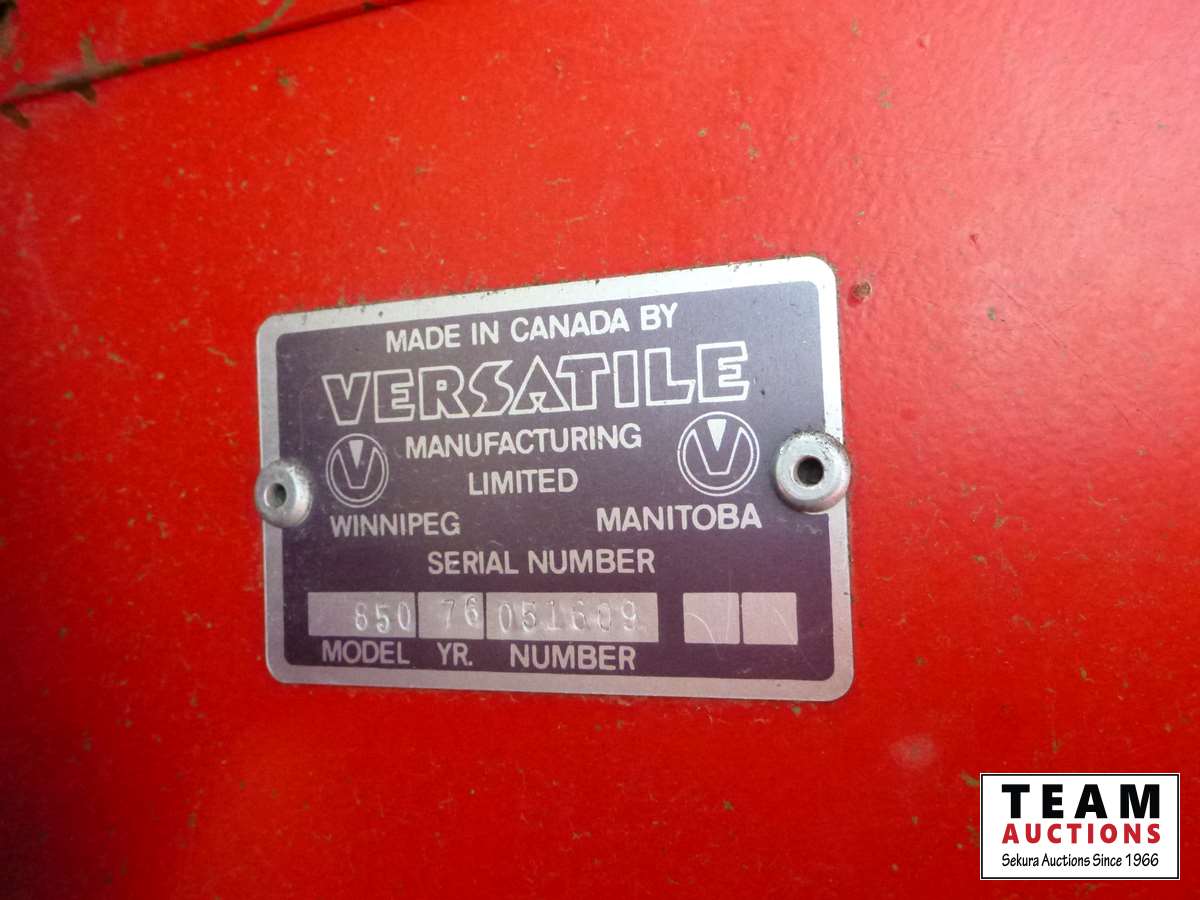 MADE IN CANADA BY
VERSATILE
MANUFACTURING
LIMITED
WINNIPEG MANITOBA
SERIAL NUMBER
850 76 051609
MODEL YR. NUMBER
TEAM
AUCTIONS
Sekura Auctions Since 1966